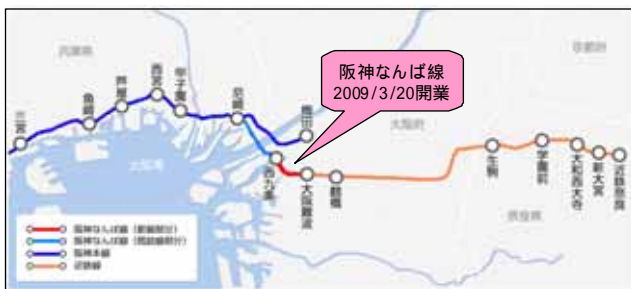 阪神なんば線
2009/3/20開業
兵庫県
京都府
大阪府
大阪湾
奈良県
三宮
魚崎
芦屋
西宮
甲子園
尼崎
梅田
西九条
大阪難波
鶴橋
生駒
学園前
大和西大寺
新大宮
近鉄奈良
阪神なんば線（新線部分）
阪神なんば線（既設線部分）
阪神本線
近鉄線